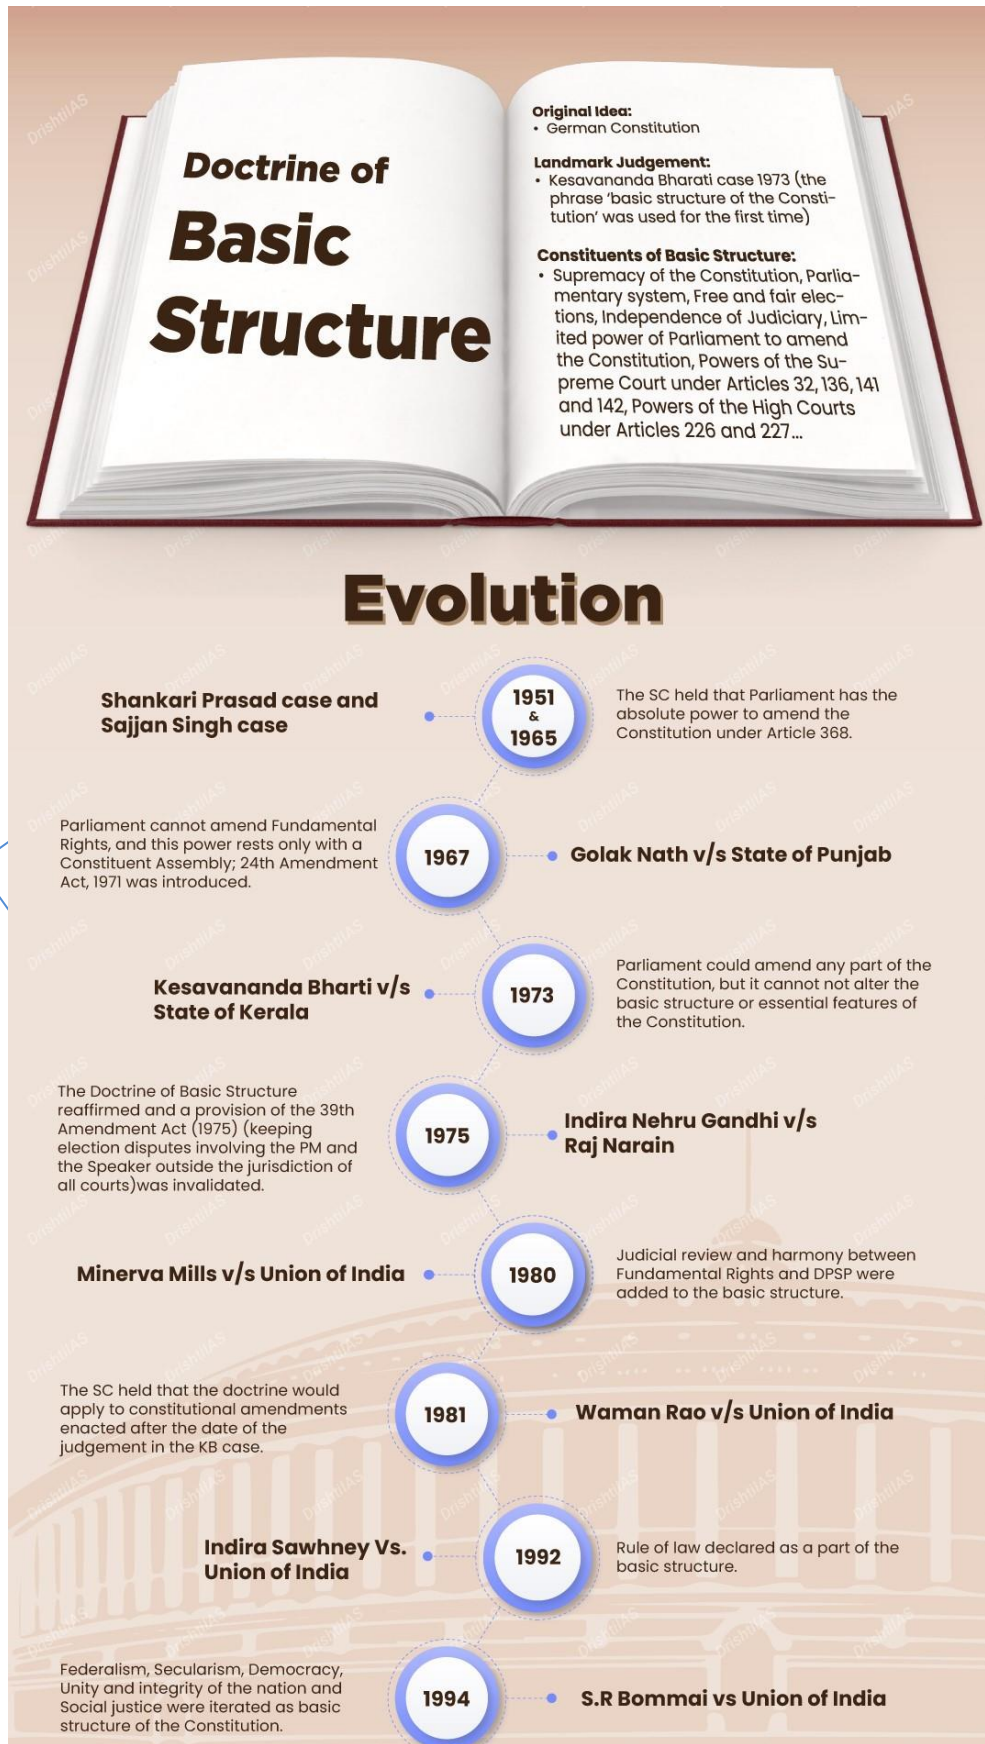 Doctrine of
Basic
Structure
Original Idea:
• German Constitution
Landmark Judgement:
• Kesavananda Bharati case 1973 (the
phrase ‘basic structure of the Consti-
tution’ was used for the first time)
Constituents of Basic Structure:
• Supremacy of the Constitution, Parlia-
mentary system, Free and fair elec-
tions, Independence of Judiciary, Lim-
ited power of Parliament to amend
the Constitution, Powers of the Su-
preme Court under Articles 32, 136, 141
and 142, Powers of the High Courts
under Articles 226 and 227...
Evolution
Shankari Prasad case and
Sajjan Singh case
1951
&
1965
The SC held that Parliament has the
absolute power to amend the
Constitution under Article 368.
Parliament cannot amend Fundamental
Rights, and this power rests only with a
Constituent Assembly; 24th Amendment
Act, 1971 was introduced.
1967
Golak Nath v/s State of Punjab
Kesavananda Bharti v/s
State of Kerala
1973
Parliament could amend any part of the
Constitution, but it cannot not alter the
basic structure or essential features of
the Constitution.
The Doctrine of Basic Structure
reaffirmed and a provision of the 39th
Amendment Act (1975) (keeping
election disputes involving the PM and
the Speaker outside the jurisdiction of
all courts)was invalidated.
1975
Indira Nehru Gandhi v/s
Raj Narain
Minerva Mills v/s Union of India
1980
Judicial review and harmony between
Fundamental Rights and DPSP were
added to the basic structure.
The SC held that the doctrine would
apply to constitutional amendments
enacted after the date of the
judgement in the KB case.
1981
Waman Rao v/s Union of India
Indira Sawhney Vs.
Union of India
1992
Rule of law declared as a part of the
basic structure.
Federalism, Secularism, Democracy,
Unity and integrity of the nation and
Social justice were iterated as basic
structure of the Constitution.
1994
S.R Bommai vs Union of India